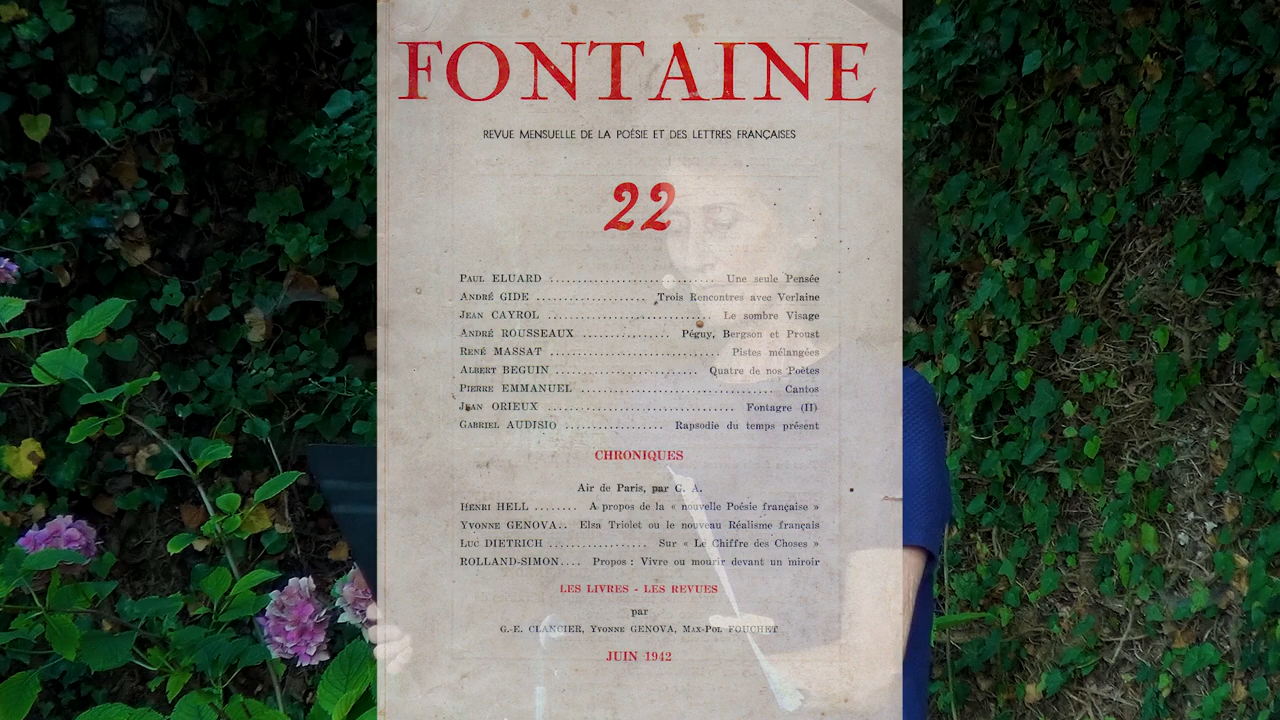 FONTAINE
REVUE MENSUELLE DE LA POÉSIE ET DES LETTRES FRANÇAISES
22
PAUL ELUARD ........................................ Une seule Pensée
ANDRÉ GIDE ...................... Trois Rencontres avec Verlaine
JEAN CAYROL ........................................ Le sombre Visage
ANDRÉ ROUSSEAUX ..................... Péguy, Bergson et Proust
RENÉ MASSAT ........................................ Pistes mélangées
ALBERT BEGUIN .................................. Quatre de nos Poètes
PIERRE EMMANUEL ................................................ Cantos
JEAN ORIEUX ............................................ Fontagre (II)
GABRIEL AUDISIO ................. Rapsodie du temps présent
CHRONIQUES
Air de Paris, par G. A.
HENRI HELL ........ A propos de la « nouvelle Poésie française »
YVONNE GENOVA.. Elsa Triolet ou le nouveau Réalisme français
LUC DIETRICH .................. Sur « Le Chiffre des Choses »
ROLLAND-SIMON.... Propos : Vivre ou mourir devant un miroir
LES LIVRES - LES REVUES
par
G.-E. CLANCIER, YVONNE GENOVA, MAX-POL FOUCHET
JUIN 1942